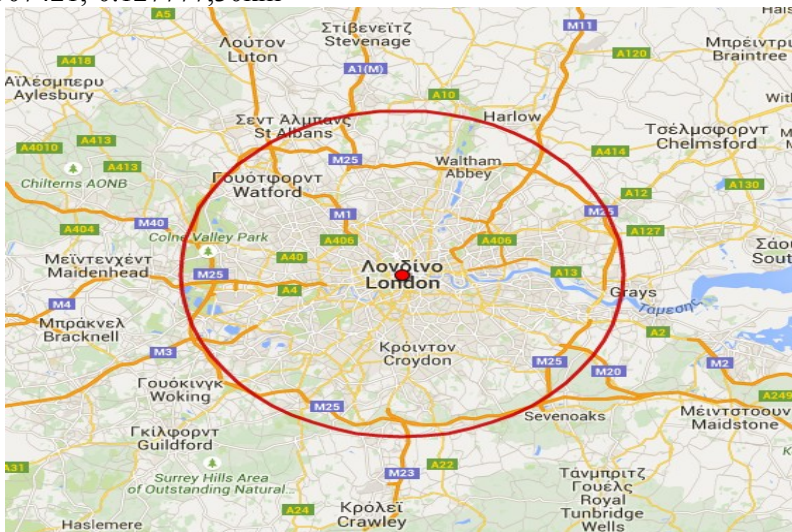 A5
Λούτον
Luton
Στίβενεϊτζ
Stevenage
M11
A120
Μπρέιντρι
Braintree
A418
Αϊλέσμπερυ
Aylesbury
A1(M)
A10
Harlow
Σεντ Άλμπανς
St Albans
Τσέλμσφορντ
Chelmsford
A413
A4010
A413
M25
Waltham
Abbey
A414
Chilterns AONB
Γουότφορντ
Watford
A12
A130
M40
M1
M25
A404
Colne Valley Park
A406
A406
A127
Μεϊντενχέντ
Maidenhead
A40
Λονδίνο
London
M25
A4
A13
Grays
Τάμεσης
M4
Μπράκνελ
Bracknell
A2
M3
Κρόιντον
Croydon
M25
M20
M2
Γουόκινγκ
Woking
M25
Sevenoaks
A249
Μέιντστοουν
Maidstone
Γκίλφορντ
Guildford
M23
A22
A31
Surrey Hills Area
of Outstanding Natural...
Τάνμπριτζ
Γουέλς
Royal
Tunbridge
Wells
A24
Κρόλεϊ
Crawley
Haslemere